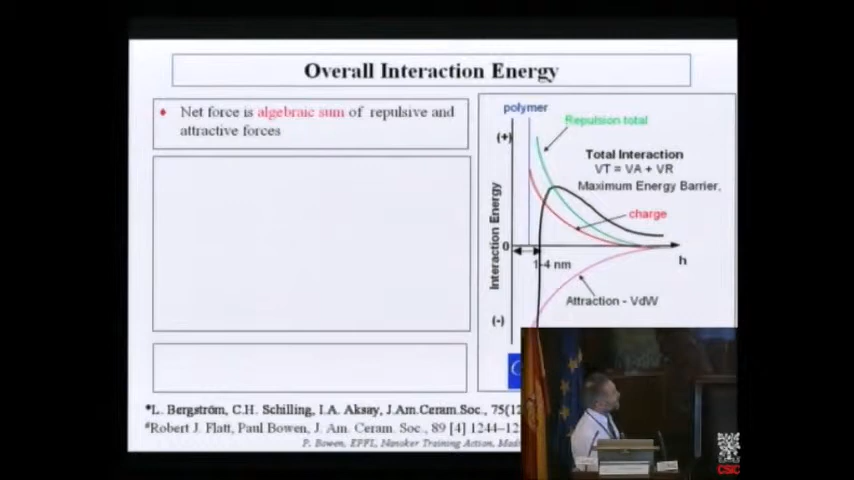 Overall Interaction Energy
♦ Net force is algebraic sum of repulsive and
attractive forces
polymer
Repulsion total
(+)
Total Interaction
VT = VA + VR
Maximum Energy Barrier,
charge
Interaction Energy
0
h
1-4 nm
Attraction - VdW
(-)
*L. Bergström, C.H. Schilling, I.A. Aksay, J.Am.Ceram.Soc., 75(12
#Robert J. Flatt, Paul Bowen, J. Am. Ceram. Soc., 89 [4] 1244–12
P. Bowen, EPFL, Nanoker Training Action,
CSIC